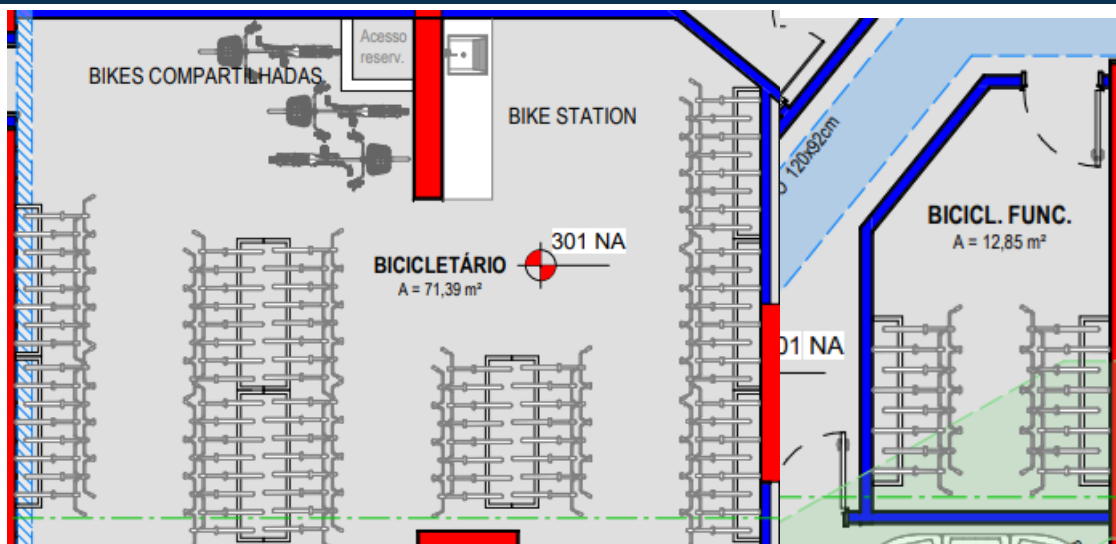 Acesso
reserv.
BIKES COMPARTILHADAS
BIKE STATION
301 NA
BICICLETÁRIO
A = 71,39 m²
120x92cm
BICICL. FUNC.
A = 12,85 m²
01 NA